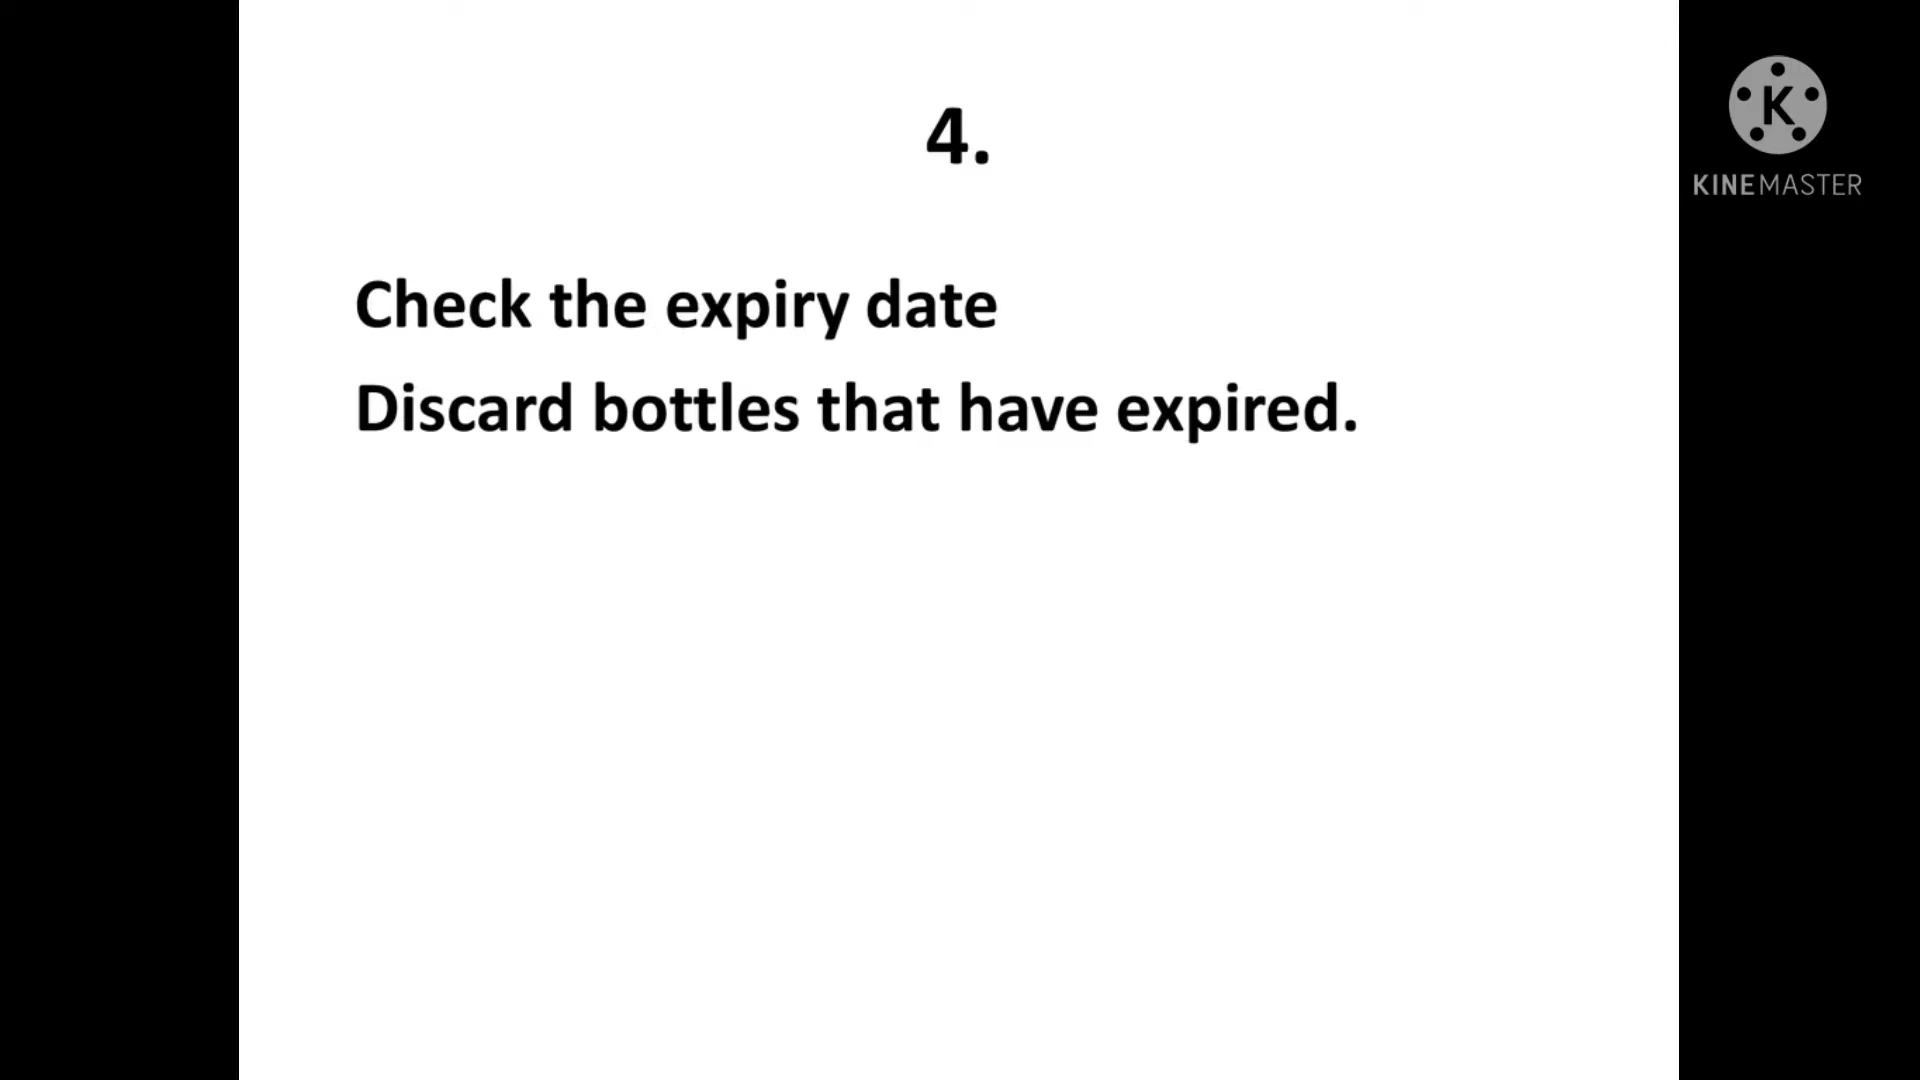 4.
K
KINEMASTER
Check the expiry date
Discard bottles that have expired.